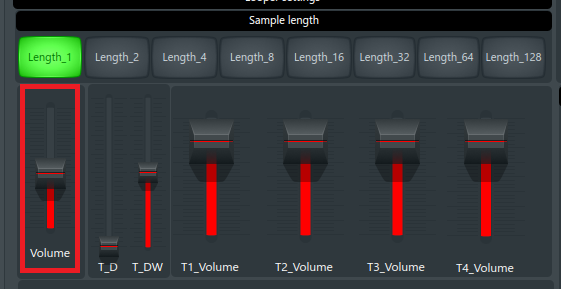 Looper settings
Sample length
Length_1 Length_2 Length_4 Length_8 Length_16 Length_32 Length_64 Length_128
Volume
T_D T_DW T1_Volume T2_Volume T3_Volume T4_Volume